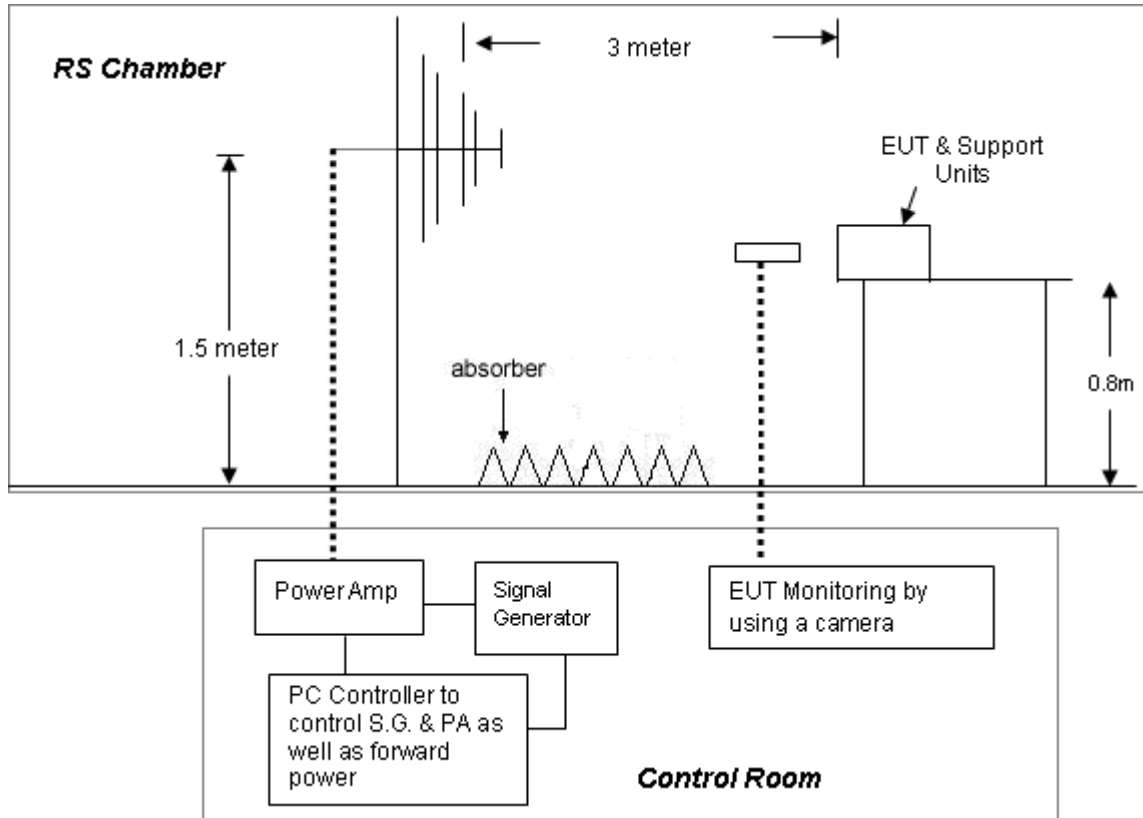 3 meter
RS Chamber
EUT & Support
Units
1.5 meter
absorber
0.8m
Power Amp
Signal
Generator
EUT Monitoring by
using a camera
PC Controller to
control S.G. & PA as
well as forward
power
Control Room